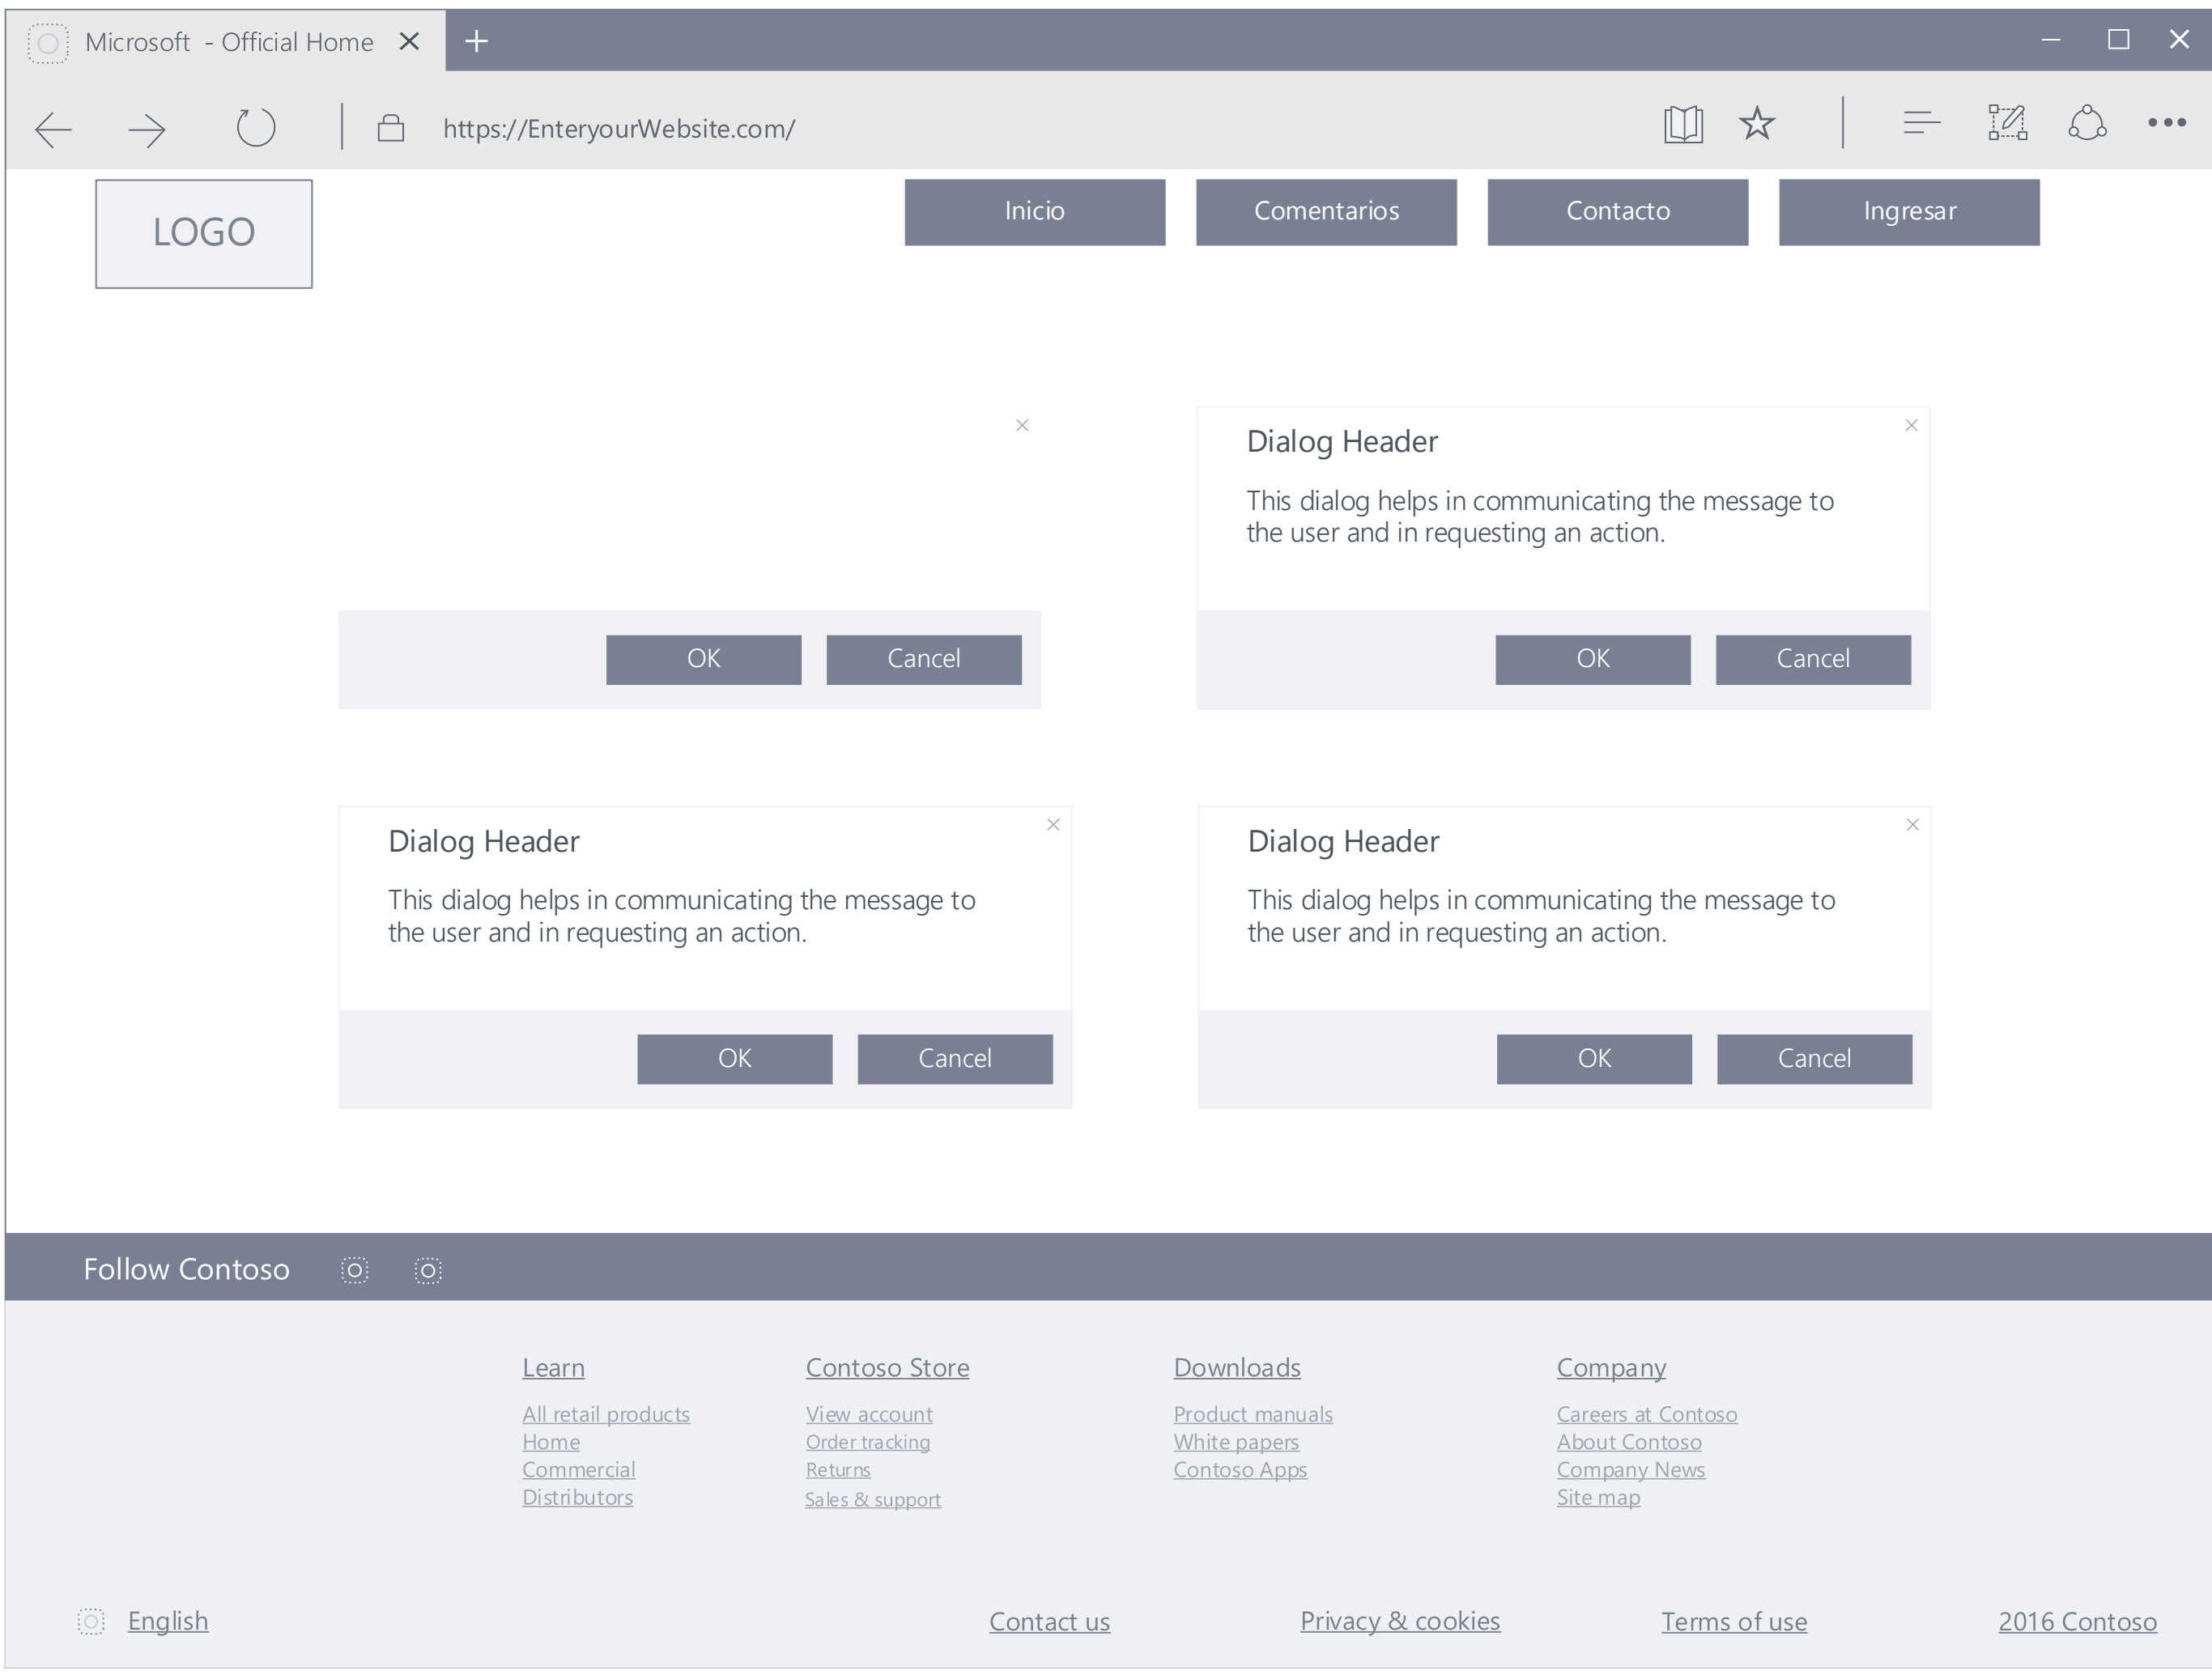 Microsoft - Official Home
https://EnteryourWebsite.com/
LOGO
Inicio
Comentarios
Contacto
Ingresar
OK
Cancel
Dialog Header
This dialog helps in communicating the message to
the user and in requesting an action.
OK
Cancel
Dialog Header
This dialog helps in communicating the message to
the user and in requesting an action.
OK
Cancel
Dialog Header
This dialog helps in communicating the message to
the user and in requesting an action.
OK
Cancel
Follow Contoso
Learn
All retail products
Home
Commercial
Distributors
Contoso Store
View account
Order tracking
Returns
Sales & support
Downloads
Product manuals
White papers
Contoso Apps
Company
Careers at Contoso
About Contoso
Company News
Site map
English
Contact us
Privacy & cookies
Terms of use
2016 Contoso